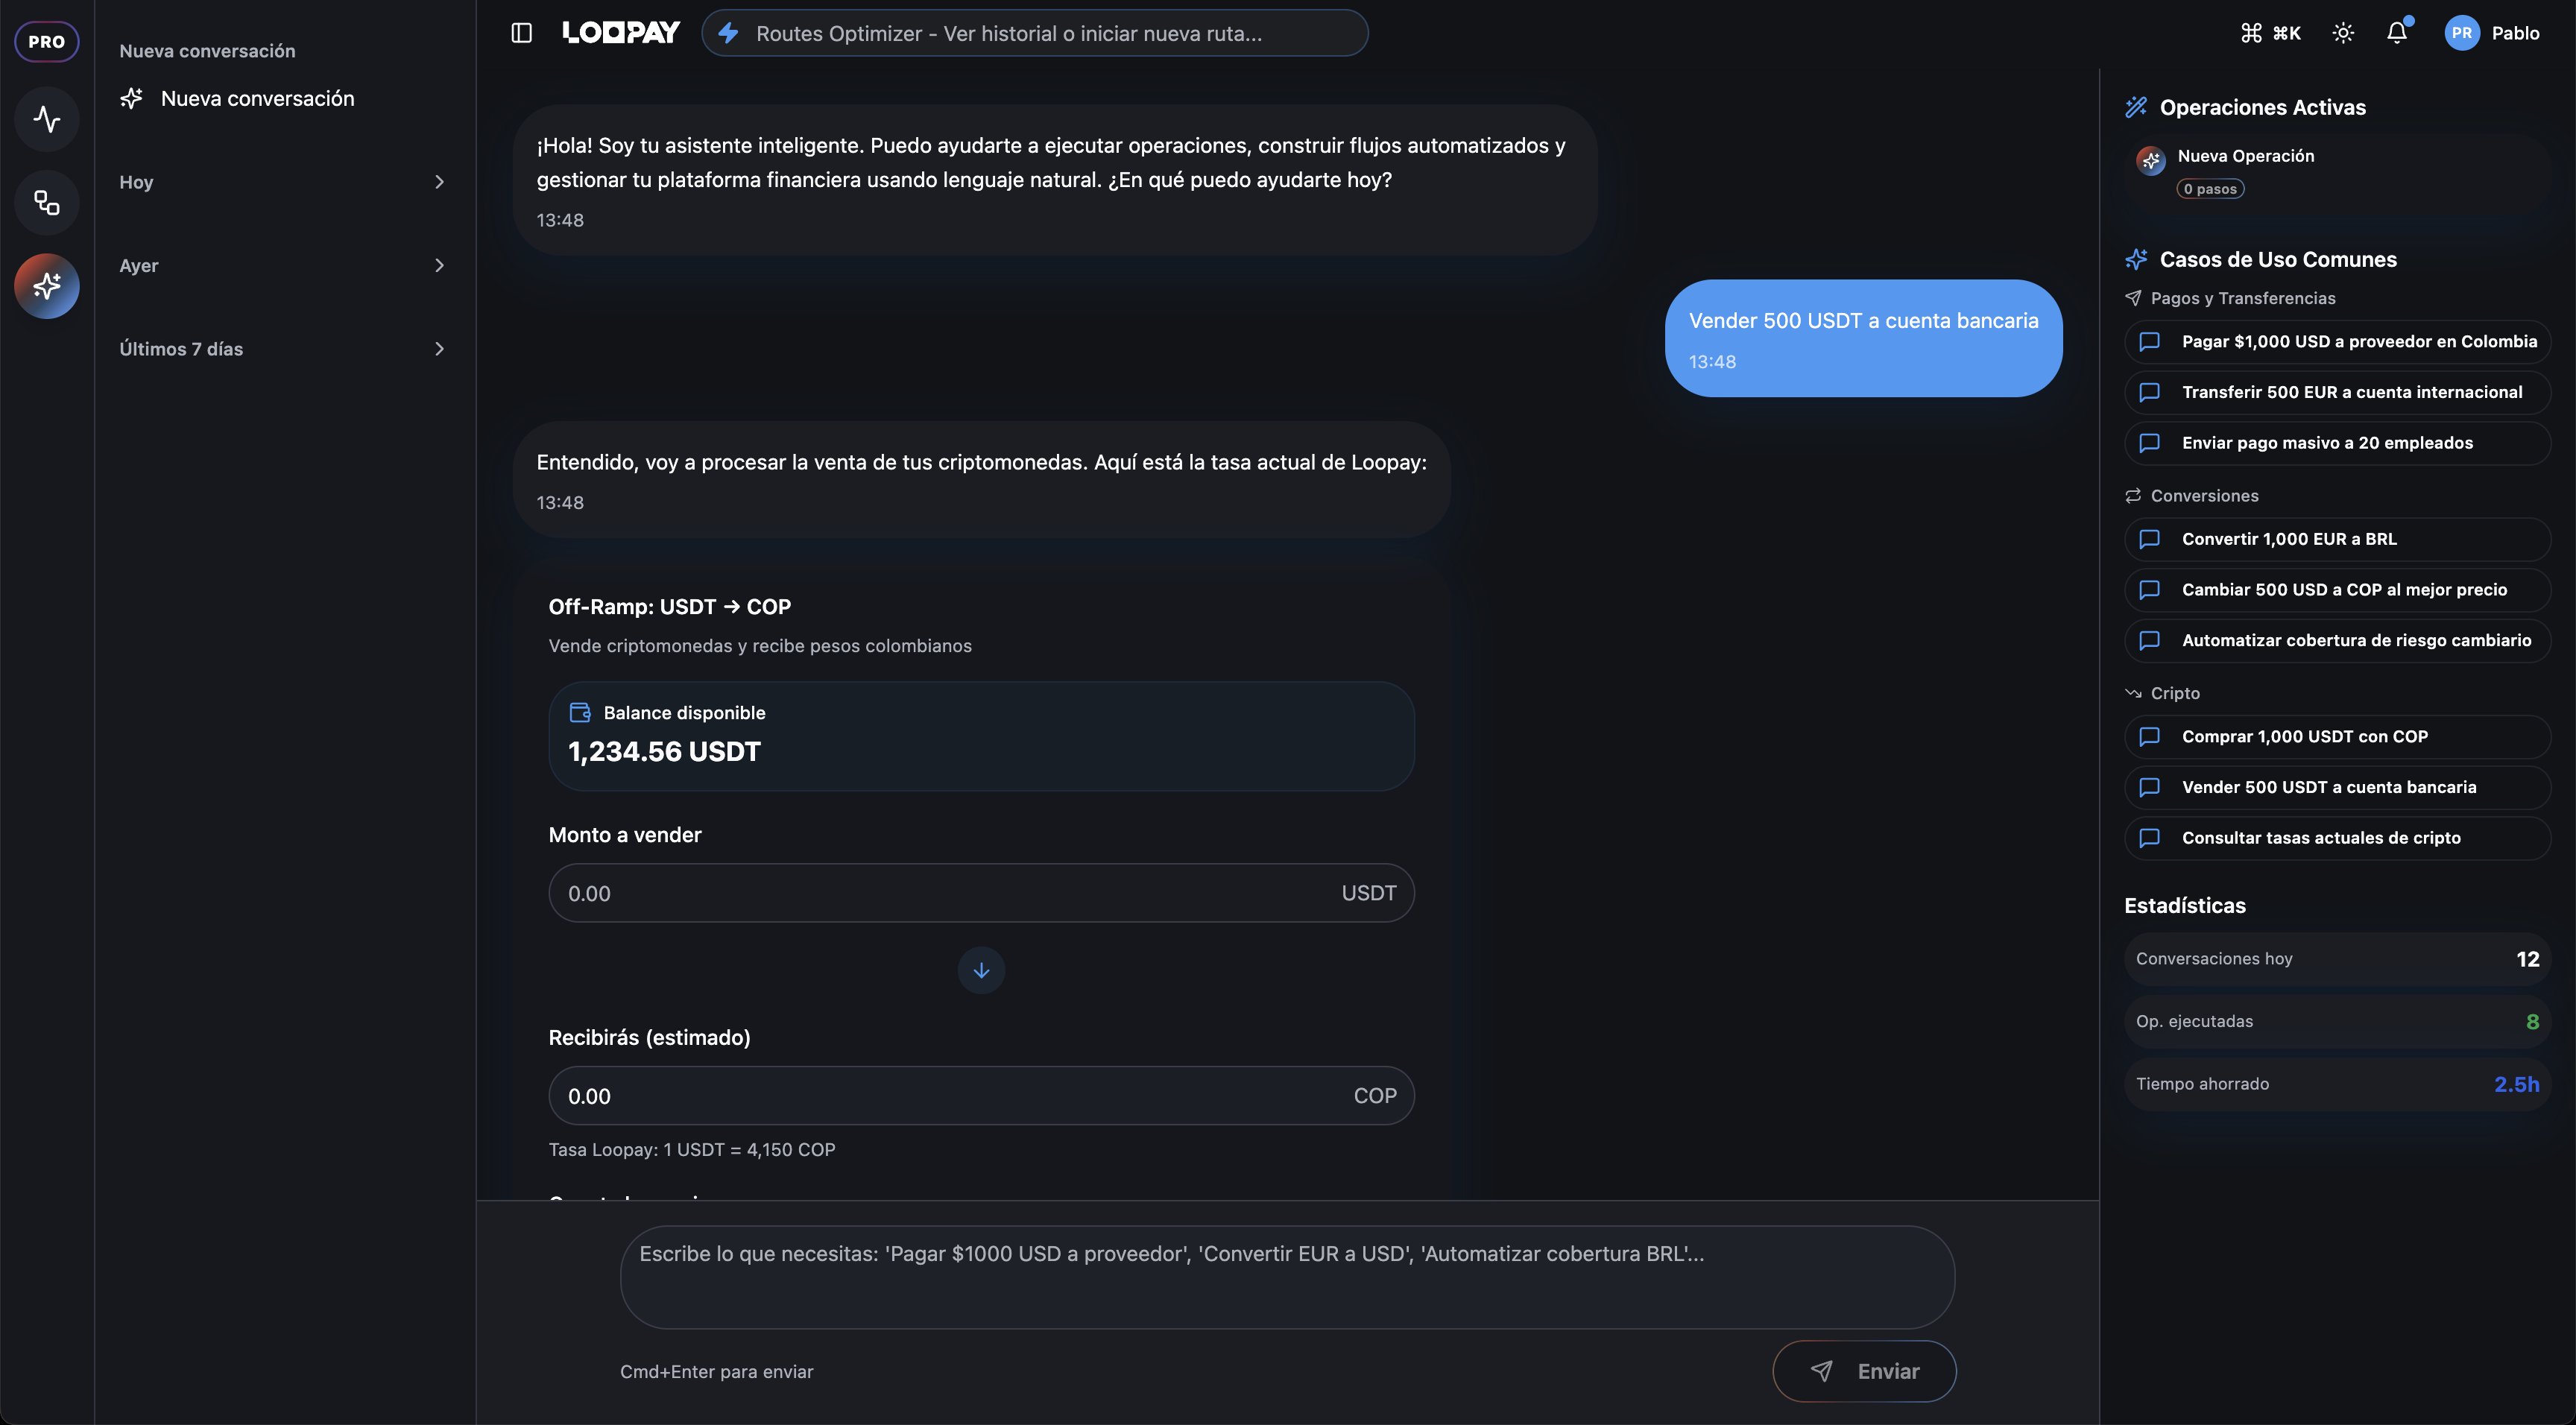 PRO
Nueva conversación
Nueva conversación
Hoy
Ayer
Últimos 7 días
LOOPAY
Routes Optimizer - Ver historial o iniciar nueva ruta...
⌘ ⌘K
PR Pablo
¡Hola! Soy tu asistente inteligente. Puedo ayudarte a ejecutar operaciones, construir flujos automatizados y
gestionar tu plataforma financiera usando lenguaje natural. ¿En qué puedo ayudarte hoy?
13:48
Vender 500 USDT a cuenta bancaria
13:48
Entendido, voy a procesar la venta de tus criptomonedas. Aquí está la tasa actual de Loopay:
13:48
Off-Ramp: USDT → COP
Vende criptomonedas y recibe pesos colombianos
Balance disponible
1,234.56 USDT
Monto a vender
0.00 USDT
Recibirás (estimado)
0.00 COP
Tasa Loopay: 1 USDT = 4,150 COP
Escribe lo que necesitas: 'Pagar $1000 USD a proveedor', 'Convertir EUR a USD', 'Automatizar cobertura BRL'...
Cmd+Enter para enviar
Enviar
Operaciones Activas
Nueva Operación
0 pasos
Casos de Uso Comunes
Pagos y Transferencias
Pagar $1,000 USD a proveedor en Colombia
Transferir 500 EUR a cuenta internacional
Enviar pago masivo a 20 empleados
Conversiones
Convertir 1,000 EUR a BRL
Cambiar 500 USD a COP al mejor precio
Automatizar cobertura de riesgo cambiario
Cripto
Comprar 1,000 USDT con COP
Vender 500 USDT a cuenta bancaria
Consultar tasas actuales de cripto
Estadísticas
Conversaciones hoy 12
Op. ejecutadas 8
Tiempo ahorrado 2.5h